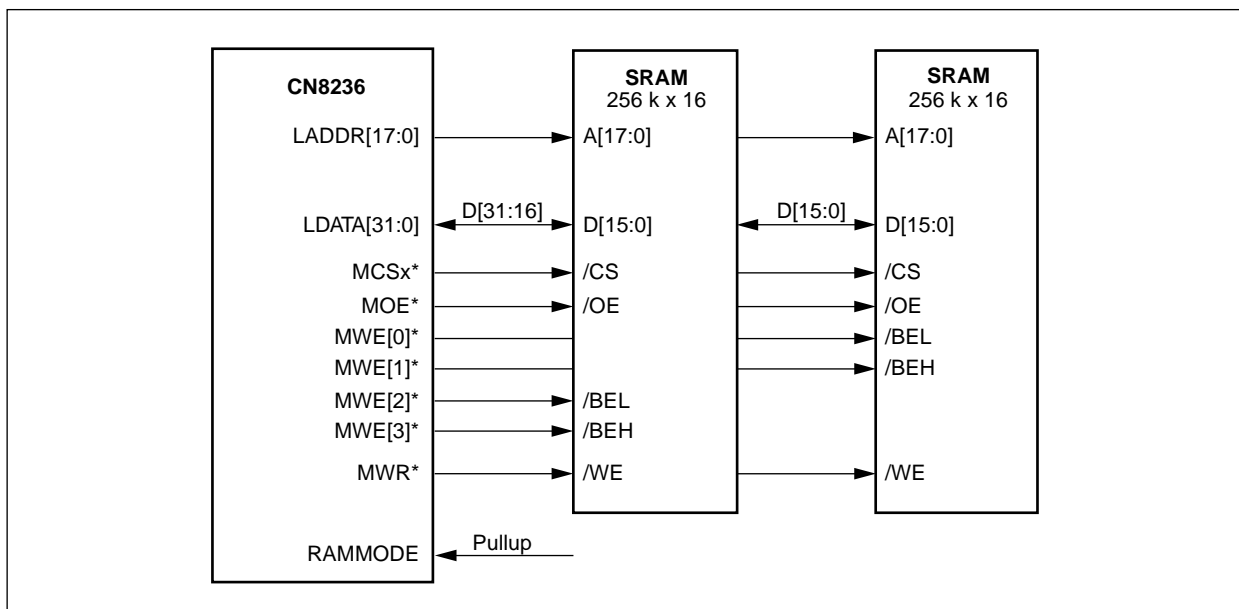 CN8236
LADDR[17:0]
LDATA[31:0]
MCSx*
MOE*
MWE[0]*
MWE[1]*
MWE[2]*
MWE[3]*
MWR*
RAMMODE
D[31:16]
Pullup
SRAM
256 k x 16
A[17:0]
D[15:0]
/CS
/OE
/BEL
/BEH
/WE
D[15:0]
SRAM
256 k x 16
A[17:0]
D[15:0]
/CS
/OE
/BEL
/BEH
/WE